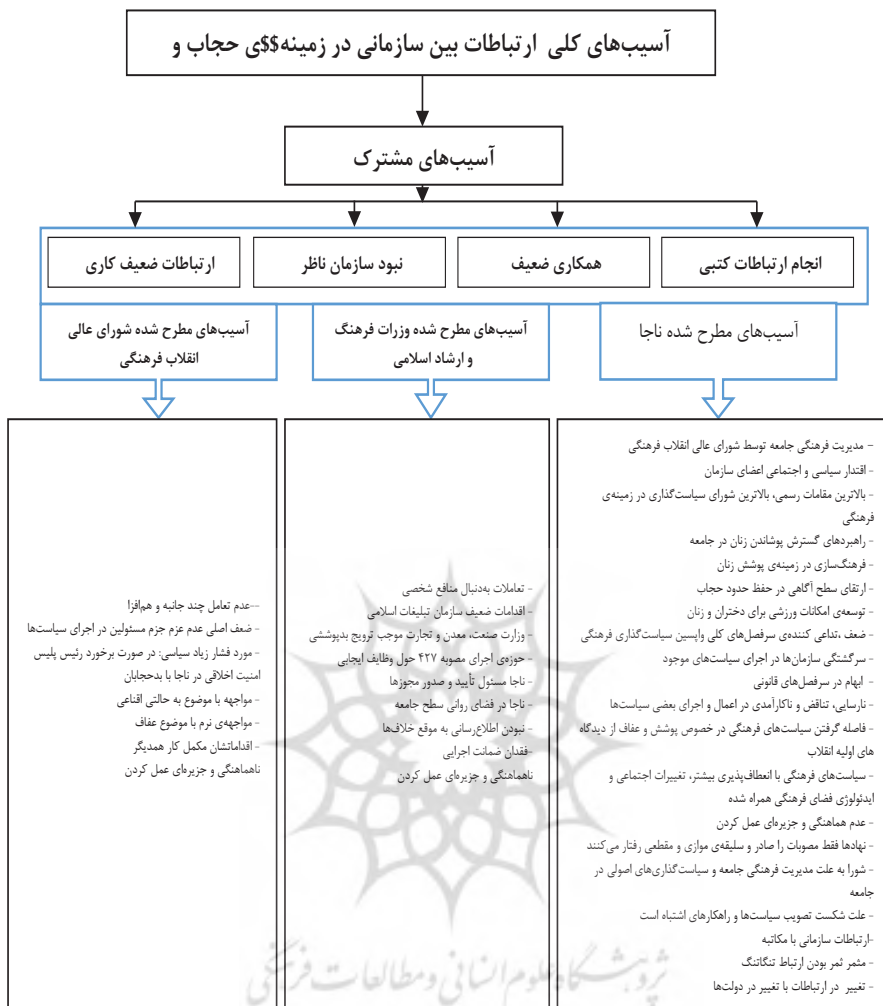 آسیب‌های کلی ارتباطات بین سازمانی در زمینه$$ی حجاب و
آسیب‌های مشترک
انجام ارتباطات کتبی
همکاری ضعیف
نبود سازمان ناظر
ارتباطات ضعیف کاری
آسیب‌های مطرح شده ناجا
آسیب‌های مطرح شده وزرات فرهنگ
و ارشاد اسلامی
آسیب‌های مطرح شده شورای عالی
انقلاب فرهنگی
- مدیریت فرهنگی جامعه توسط شورای عالی انقلاب فرهنگی
- اقتدار سیاسی و اجتماعی اعضای سازمان
- بالاترین مقامات رسمی، بالاترین شورای سیاست‌گذاری در زمینه‌ی
فرهنگی
- راهبردهای گسترش پوشاندن زنان در جامعه
- فرهنگ‌سازی در زمینه‌ی پوشش زنان
- ارتقای سطح آگاهی در حفظ حدود حجاب
- توسعه‌ی امکانات ورزشی برای دختران و زنان
- ضعف ،تداعی کننده‌ی سرفصل‌های کلی واپسین سیاست‌گذاری فرهنگی
- سرگشتگی سازمان‌ها در اجرای سیاست‌های موجود
- ابهام در سرفصل‌های قانونی
- نارسایی، تناقض و ناکارآمدی در اعمال و اجرای بعضی سیاست‌ها
- فاصله گرفتن سیاست‌های فرهنگی در خصوص پوشش و عفاف از دیدگاه
های اولیه انقلاب
- سیاست‌های فرهنگی با انعطاف‌پذیری بیشتر، تغییرات اجتماعی و
ایدئولوژی فضای فرهنگی همراه شده
- عدم هماهنگی و جزیره‌ای عمل کردن
- نهادها فقط مصوبات را صادر و سلیقه‌ی موازی و مقطعی رفتار می‌کنند
- شورا به علت مدیریت فرهنگی جامعه و سیاست‌گذاری‌های اصولی در
جامعه
- علت شکست تصویب سیاست‌ها و راهکارهای اشتباه است
-ارتباطات سازمانی با مکاتبه
- مثمر ثمر بودن ارتباط تنگاتنگ
- تغییر در ارتباطات با تغییر در دولت‌ها
- تعاملات به‌دنبال منافع شخصی
- اقدامات ضعیف سازمان تبلیغات اسلامی
- وزارت صنعت، معدن و تجارت موجب ترویج بدپوششی
- حوزه‌ی اجرای مصوبه ۴۲۷ حول وظایف ایجابی
- ناجا مسئول تأیید و صدور مجوزها
- ناجا در فضای روانی سطح جامعه
- نبودن اطلاع‌رسانی به موقع خلاف‌ها
-فقدان ضمانت اجرایی
ناهماهنگی و جزیره‌ای عمل کردن
--عدم تعامل چند جانبه و هم‌افزا
- ضعف اصلی عدم عزم جزم مسئولین در اجرای سیاست‌ها
- مورد فشار زیاد سیاسی: در صورت برخورد رئیس پلیس
امنیت اخلاقی در ناجا با بدحجابان
- مواجهه با موضوع به حالتی اقناعی
- مواجهه‌ی نرم با موضوع عفاف
- اقداماتشان مکمل کار همدیگر
ناهماهنگی و جزیره‌ای عمل کردن
پژوهشگاه علوم انسانی و مطالعات فرهنگی